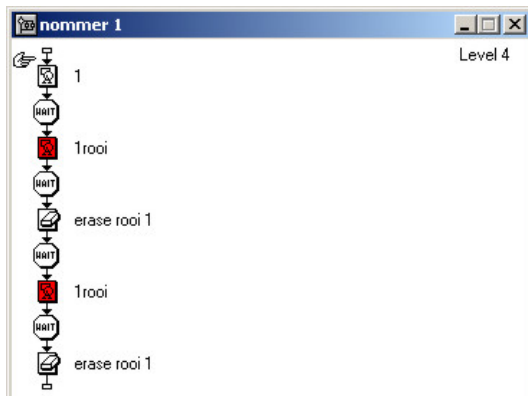 nommer 1
Level 4
1
WAIT
1rooi
WAIT
erase rooi 1
WAIT
1rooi
WAIT
erase rooi 1